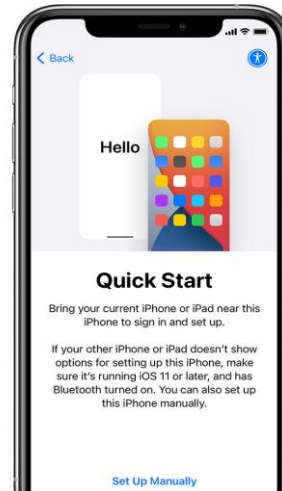 Back
Hello
Quick Start
Bring your current iPhone or iPad near this
iPhone to sign in and set up.
If your other iPhone or iPad doesn't show
options for setting up this iPhone, make
sure it's running iOS 11 or later, and has
Bluetooth turned on. You can also set up
this iPhone manually.
Set Up Manually